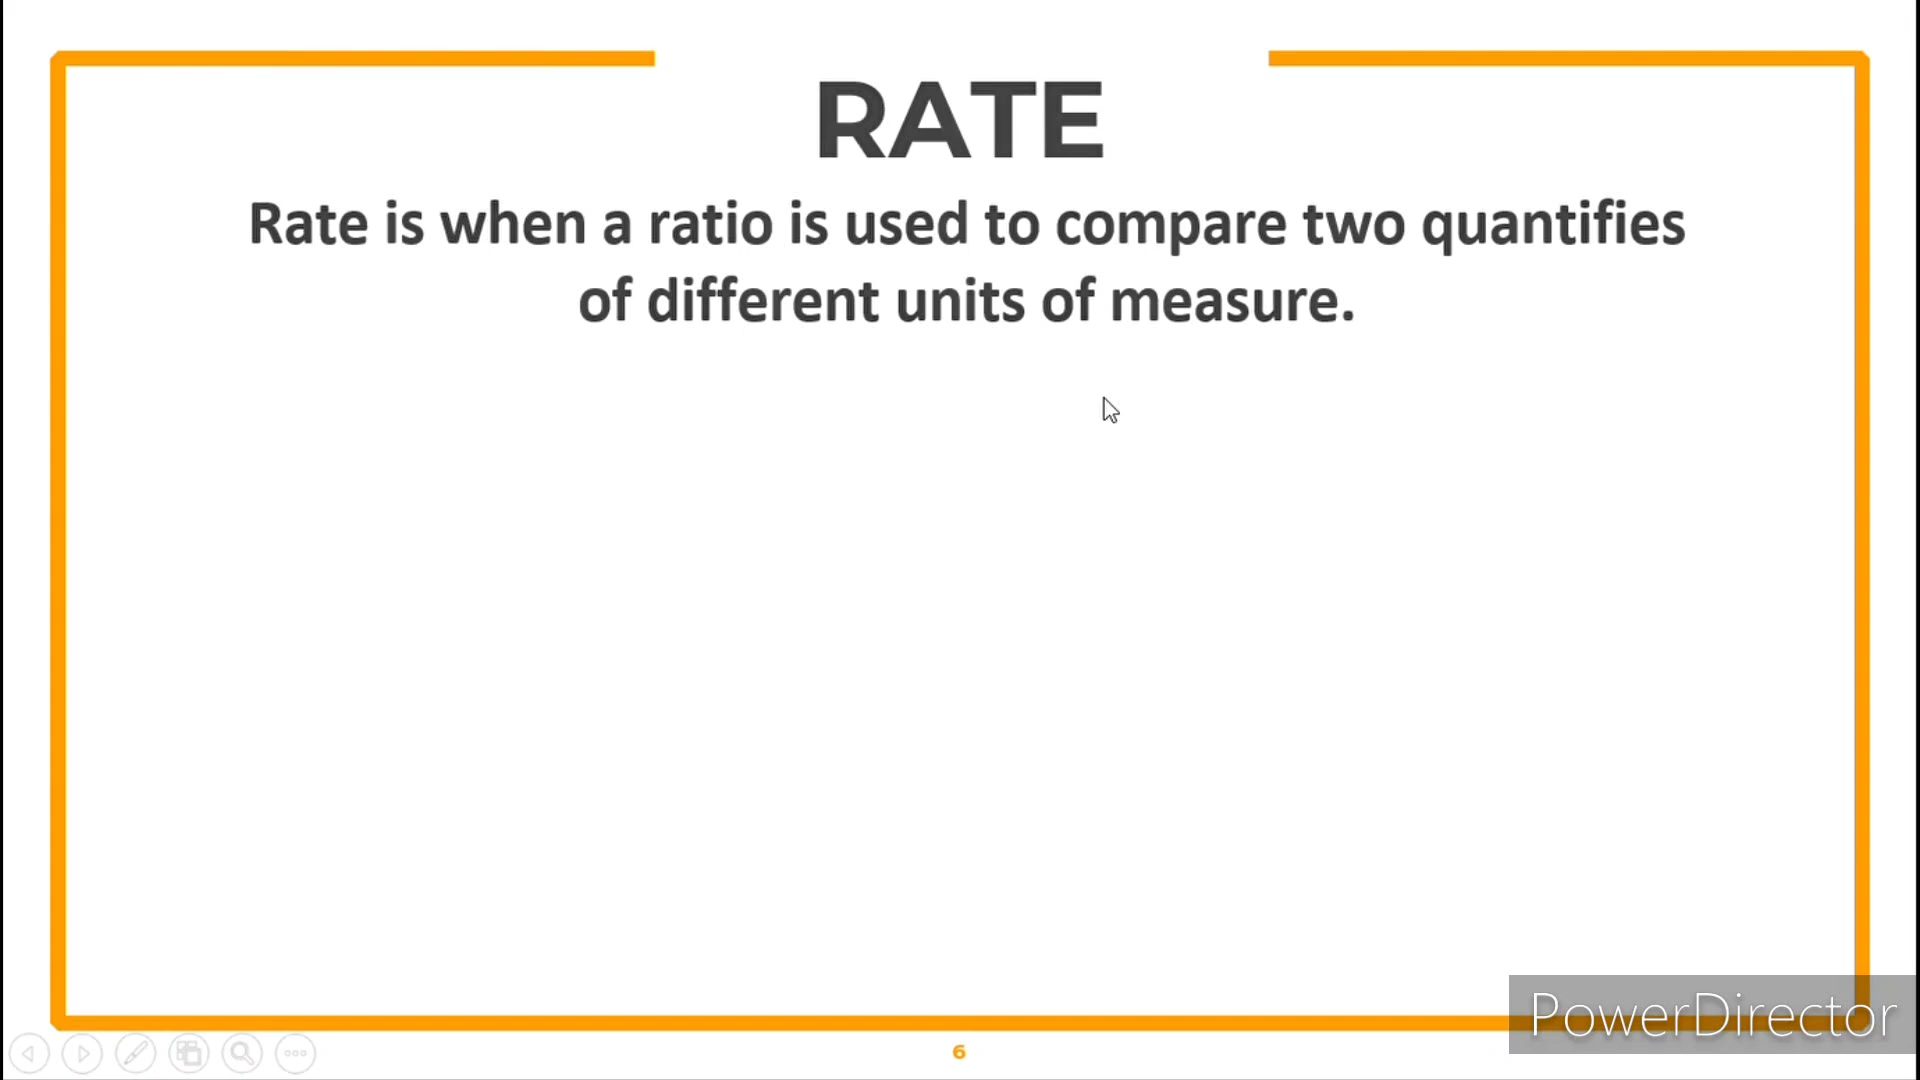 RATE
Rate is when a ratio is used to compare two quantifies
of different units of measure.
6
PowerDirector